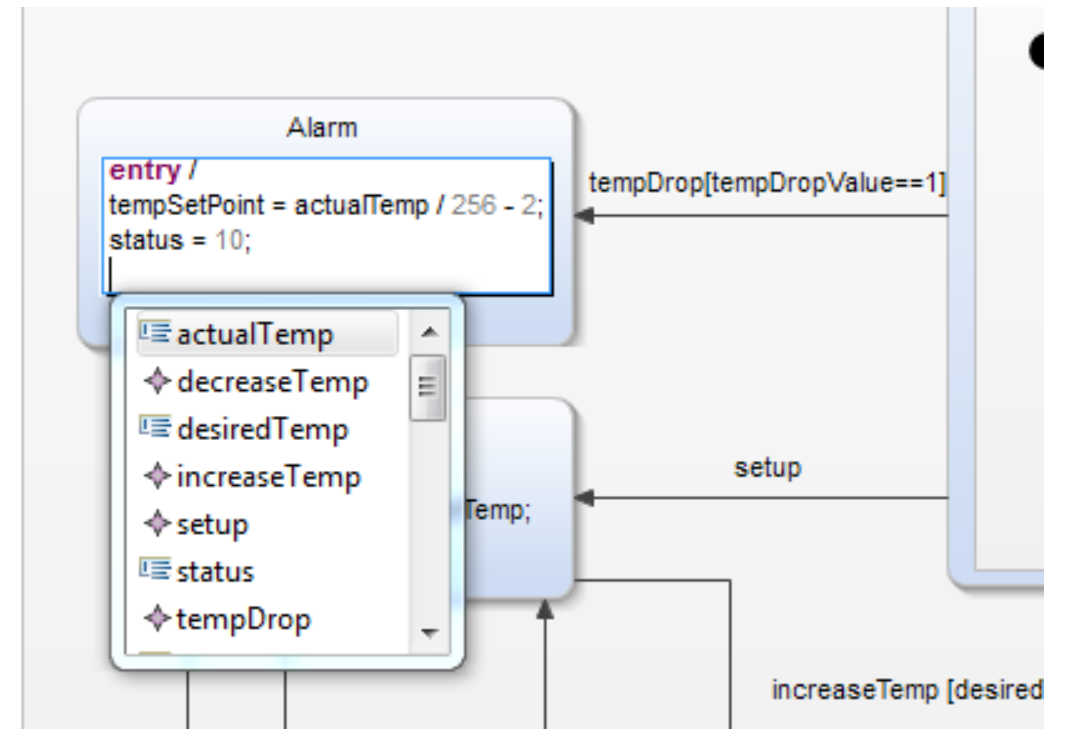 Alarm
entry /
tempSetPoint = actualTemp / 256 - 2;
status = 10;
tempDrop[tempDropValue==1]
actualTemp
decreaseTemp
desiredTemp
increaseTemp
setup
status
tempDrop
Temp;
setup
increaseTemp [desired